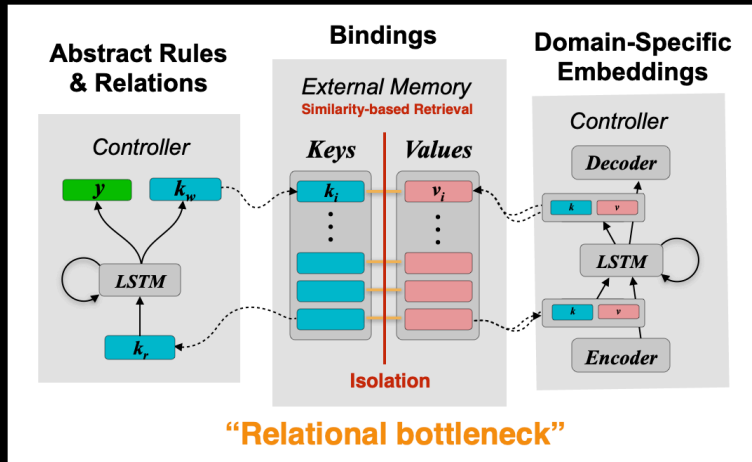 Abstract Rules
& Relations
Controller
y
k_w
LSTM
k_r
Bindings
External Memory
Similarity-based Retrieval
Keys
Values
k_i
v_i
Isolation
Domain-Specific
Embeddings
Controller
Decoder
k
v
LSTM
k
v
Encoder
“Relational bottleneck”